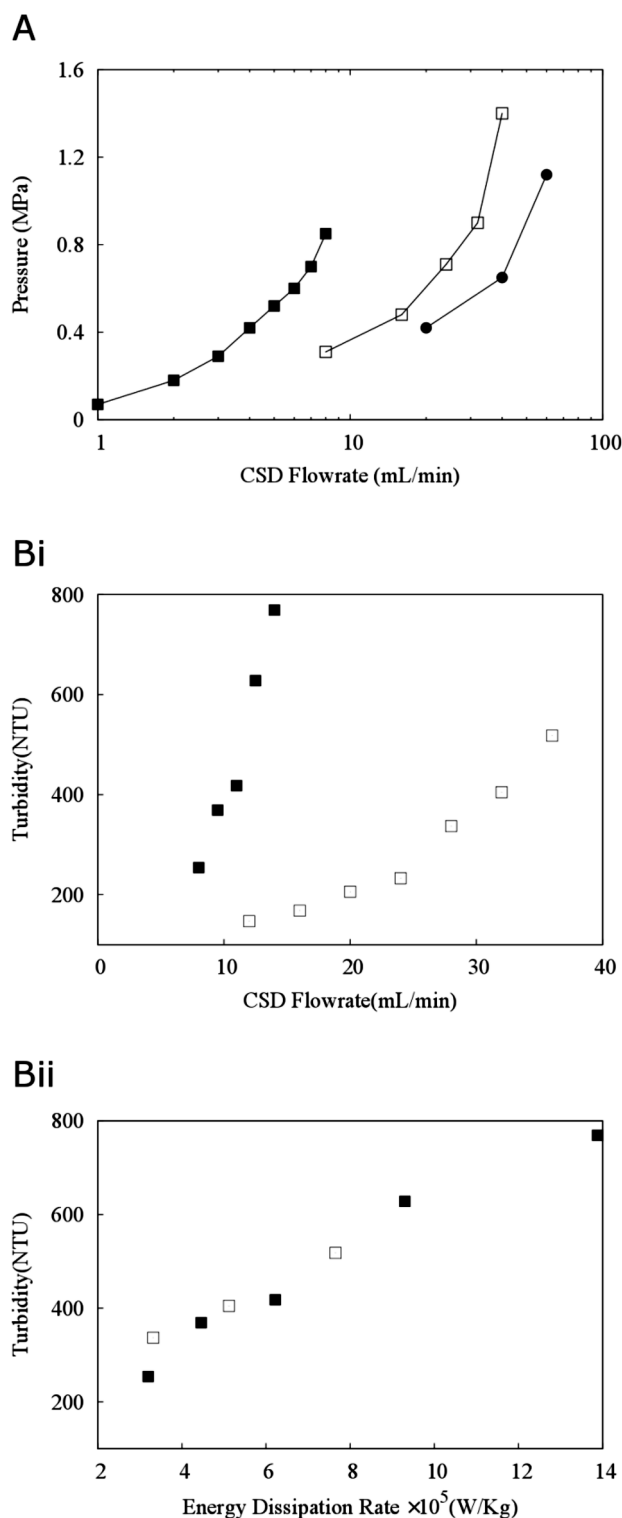 A
1.6
1.2
0.8
0.4
0
Pressure (MPa)
1 10 100
CSD Flowrate (mL/min)
Bi
800
600
400
200
Turbidity(NTU)
0 10 20 30 40
CSD Flowrate(mL/min)
Bii
800
600
400
200
Turbidity(NTU)
2 4 6 8 10 12 14
Energy Dissipation Rate ×10⁵(W/Kg)